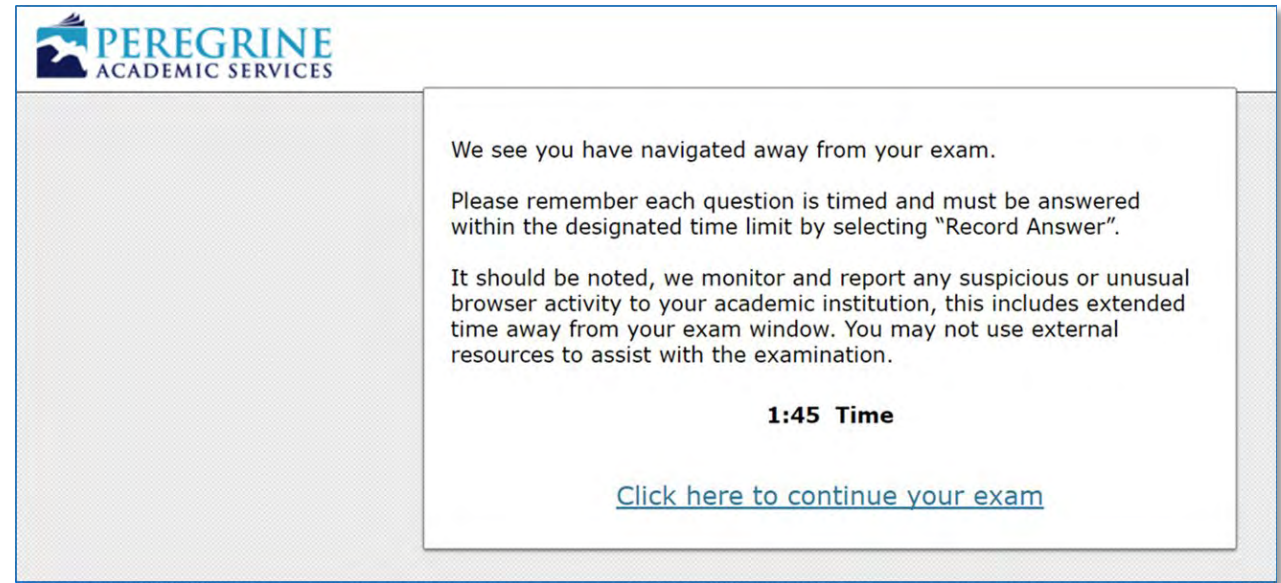 PEREGRINE
ACADEMIC SERVICES
We see you have navigated away from your exam.
Please remember each question is timed and must be answered
within the designated time limit by selecting “Record Answer”.
It should be noted, we monitor and report any suspicious or unusual
browser activity to your academic institution, this includes extended
time away from your exam window. You may not use external
resources to assist with the examination.
1:45 Time
Click here to continue your exam